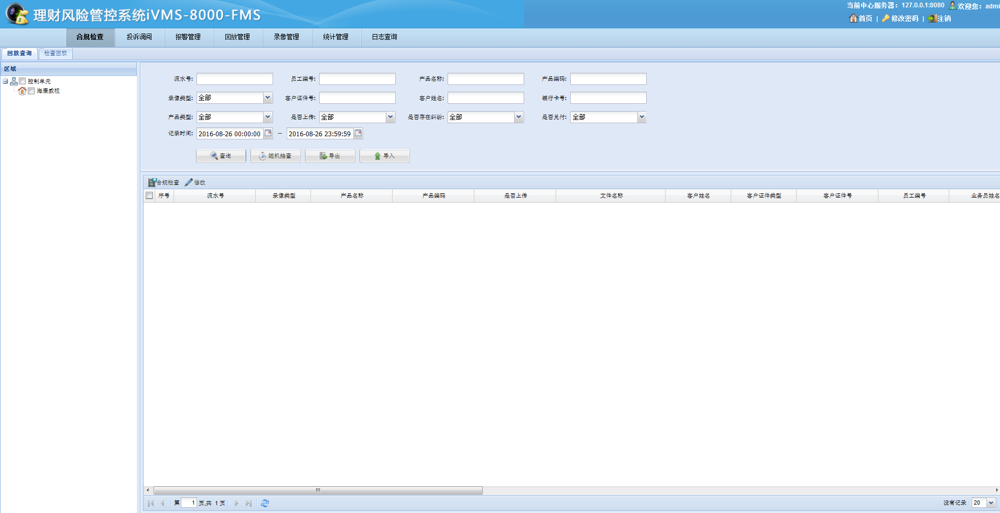 理财风险管控系统iVMS-8000-FMS
当前中心服务器：127.0.0.1:8080 欢迎您：admi
首页 | 修改密码 | 注销
合规检查 投诉调阅 报警管理 回放管理 录像管理 统计管理 日志查询
回放查询 检查回放
区域
控制单元
海康威视
流水号: 员工编号: 产品名称: 产品编码:
录像类型: 全部 客户证件号: 客户姓名: 银行卡号:
产品类型: 全部 是否上传: 全部 是否存在纠纷: 全部 是否兑付: 全部
记录时间: 2016-08-26 00:00:00 -- 2016-08-26 23:59:59
查询 随机抽查 导出 导入
合规检查 修改
序号 流水号 录像类型 产品名称 产品编码 是否上传 文件名称 客户姓名 客户证件类型 客户证件号 员工编号 业务员姓名
第 1 页,共 1 页 没有记录 20